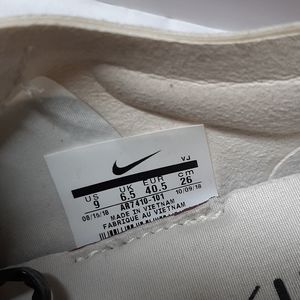 VJ
US UK EUR cm
9 6.5 40.5 26
08/15/18 AR7410-101 10/09/18
MADE IN VIETNAM
FABRIQUE AU VIETNAM